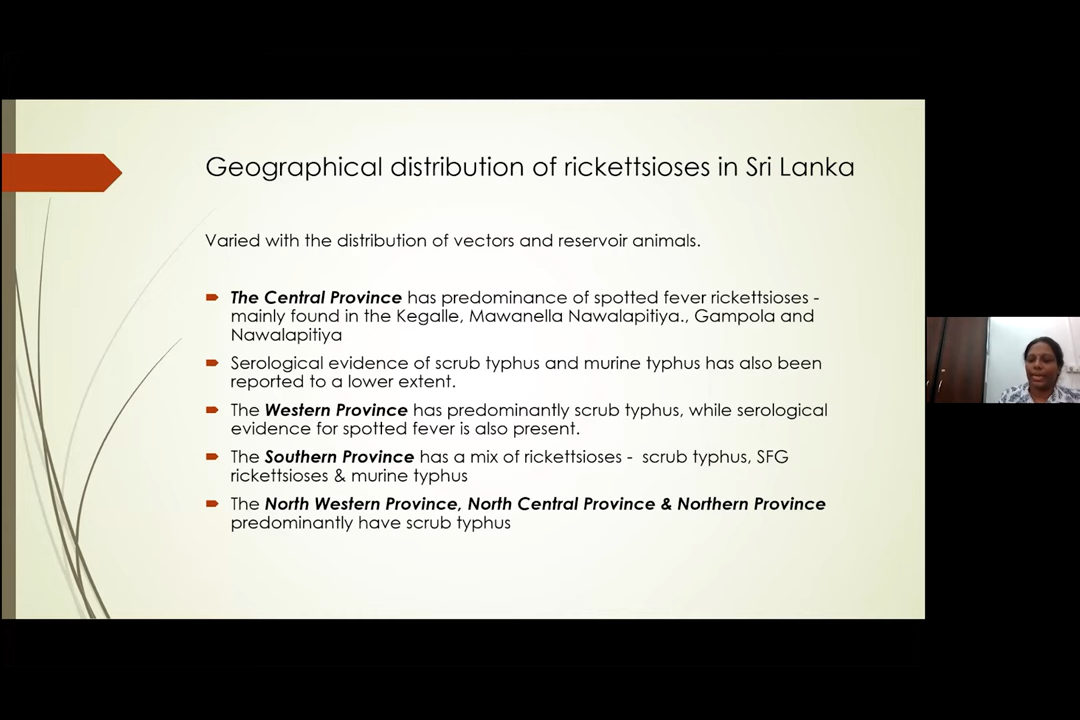 Geographical distribution of rickettsioses in Sri Lanka
Varied with the distribution of vectors and reservoir animals.
The Central Province has predominance of spotted fever rickettsioses -
mainly found in the Kegalle, Mawanella Nawalapitiya., Gampola and
Nawalapitiya
Serological evidence of scrub typhus and murine typhus has also been
reported to a lower extent.
The Western Province has predominantly scrub typhus, while serological
evidence for spotted fever is also present.
The Southern Province has a mix of rickettsioses - scrub typhus, SFG
rickettsioses & murine typhus
The North Western Province, North Central Province & Northern Province
predominantly have scrub typhus